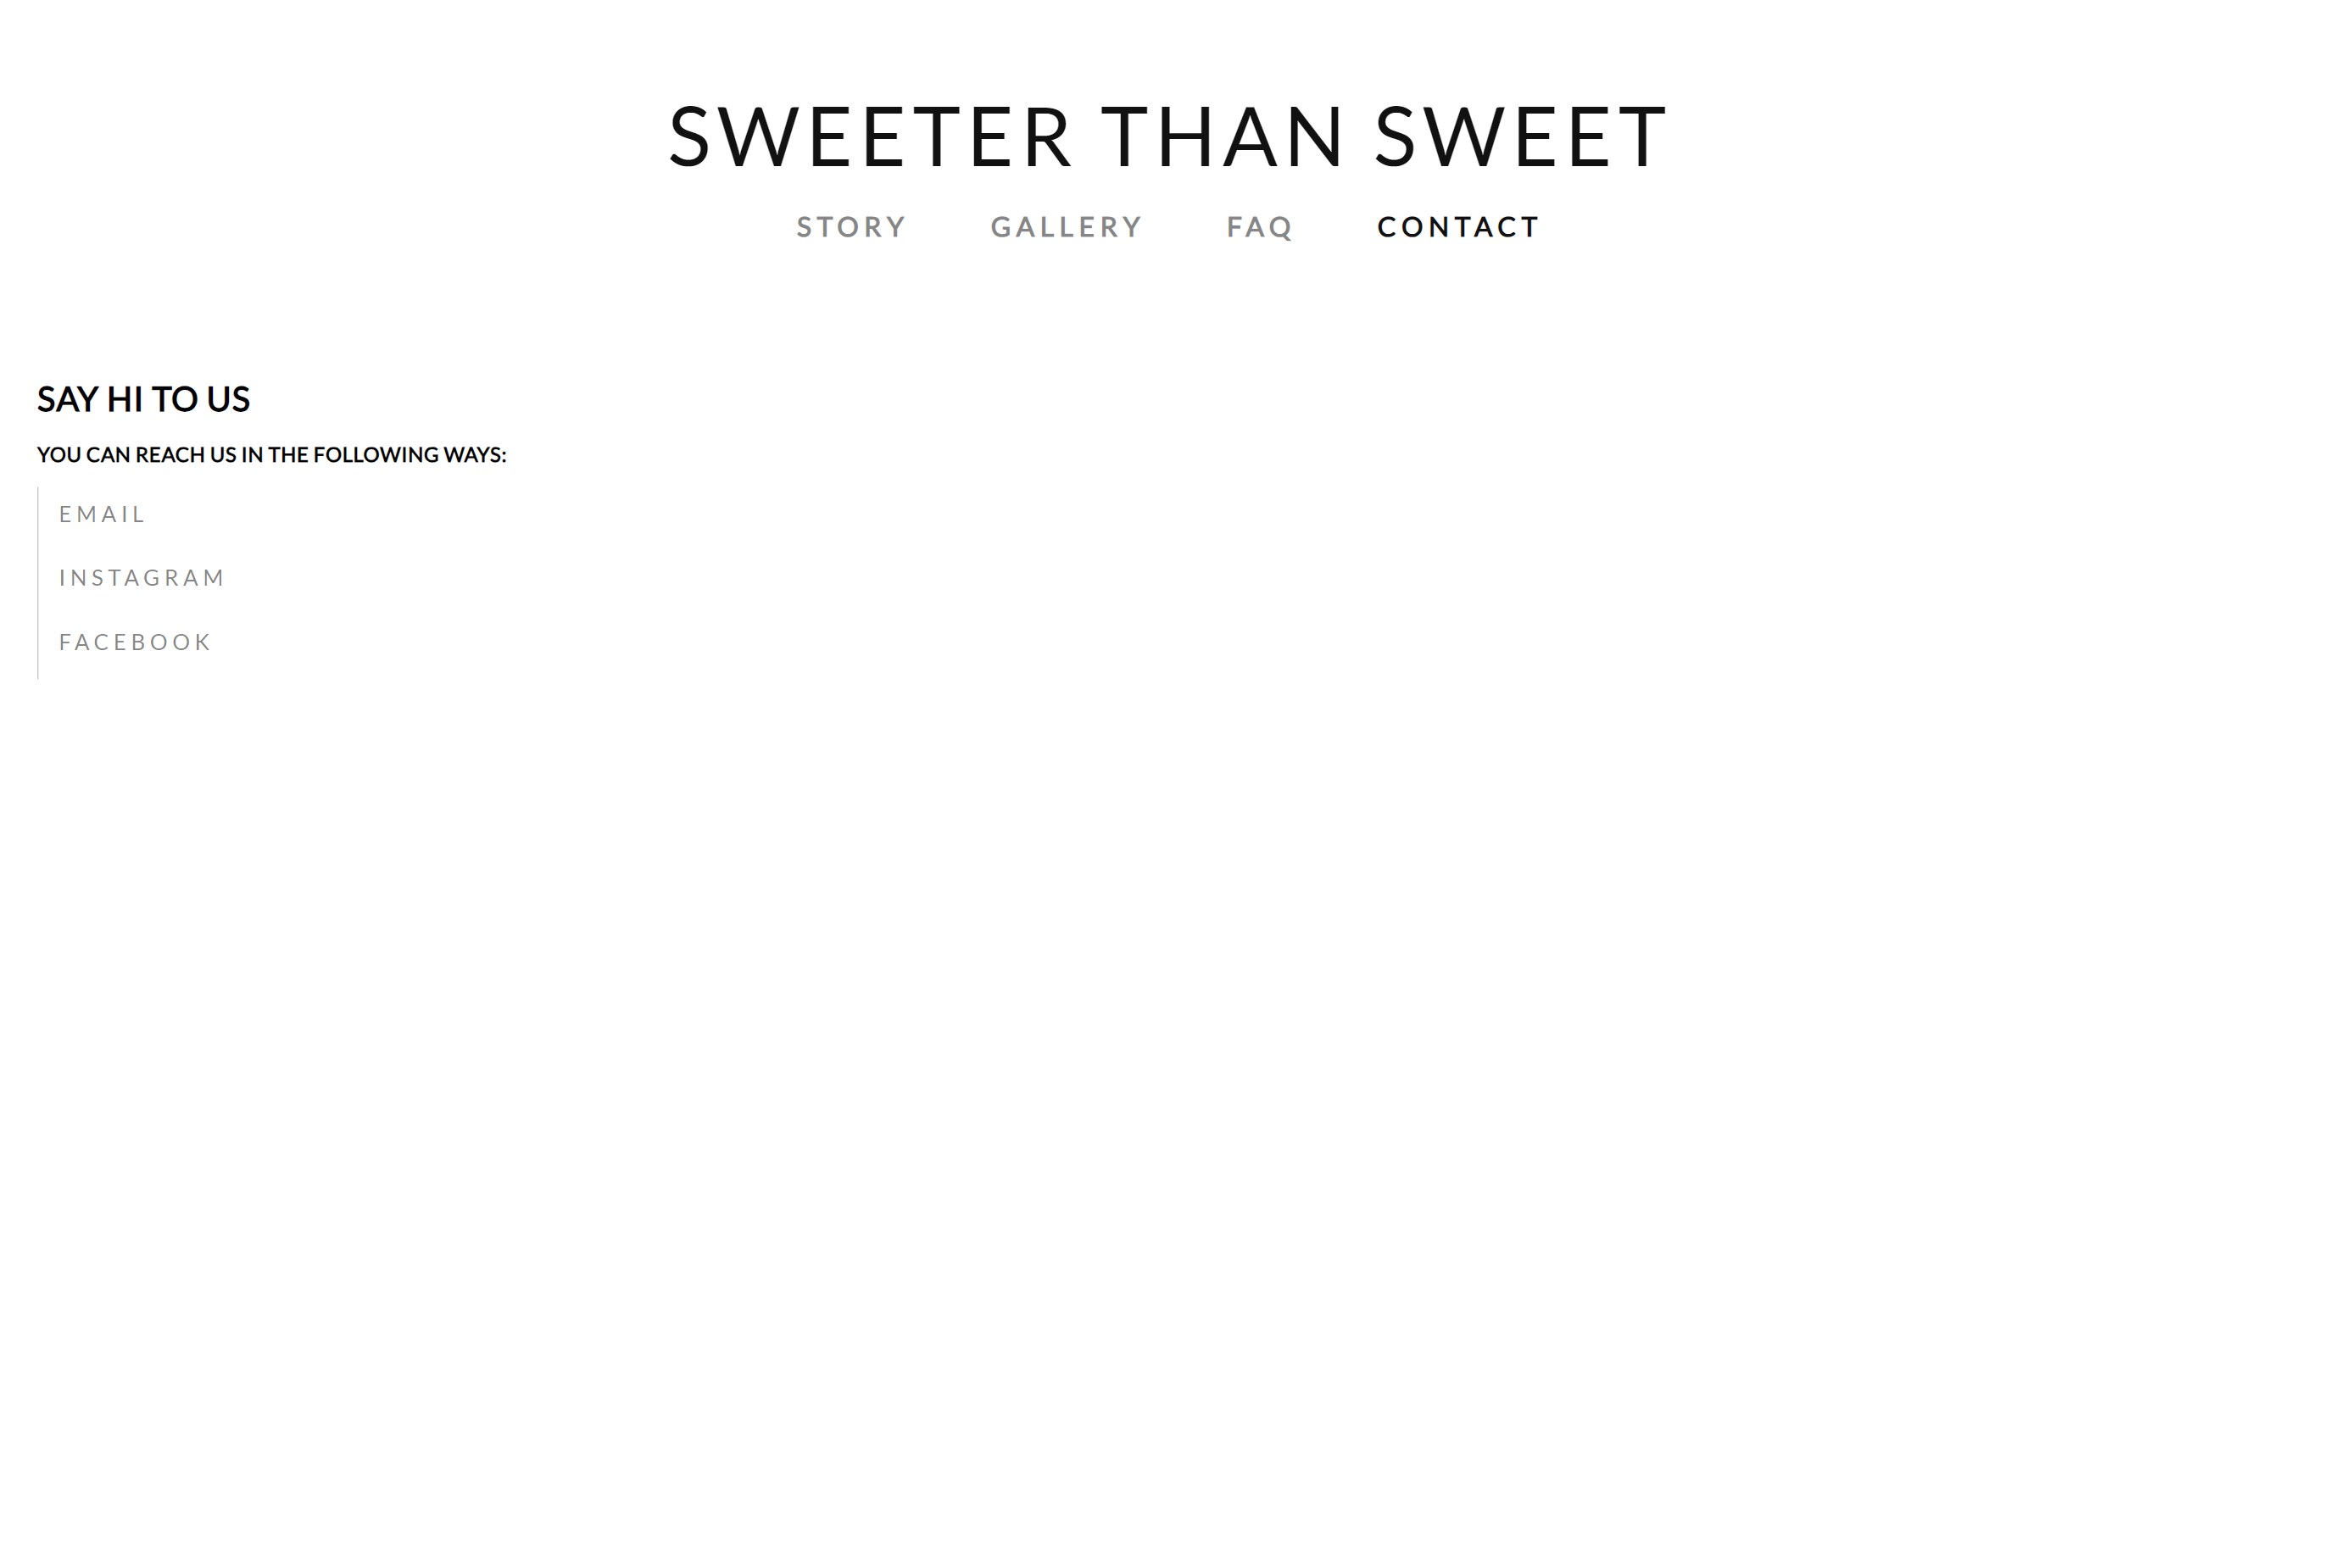 SWEETER THAN SWEET
STORY GALLERY FAQ CONTACT
SAY HI TO US
YOU CAN REACH US IN THE FOLLOWING WAYS:
EMAIL
INSTAGRAM
FACEBOOK